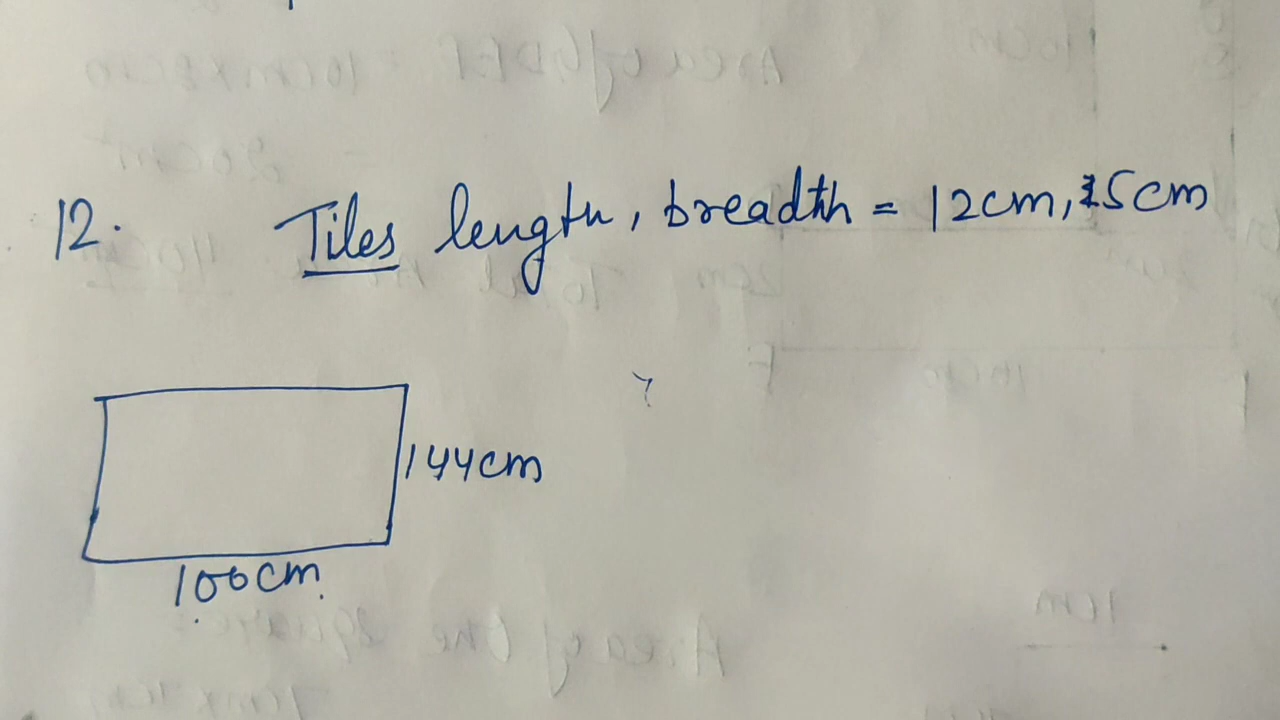 12. Tiles length, breadth = 12cm, 5cm
144cm
100cm